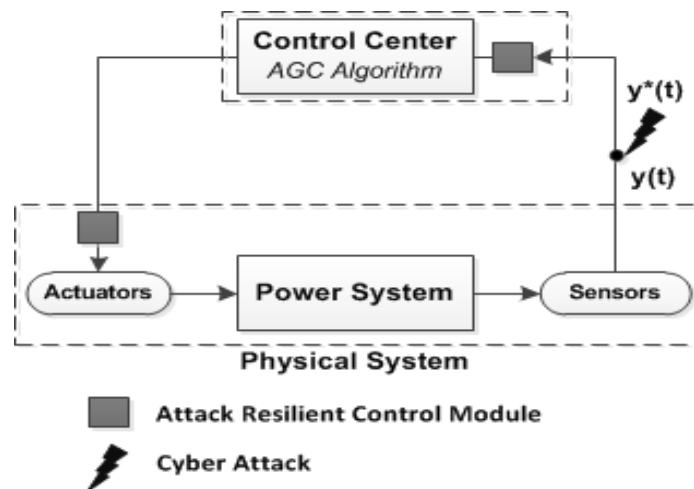 Control Center
AGC Algorithm
y*(t)
y(t)
Actuators
Power System
Sensors
Physical System
Attack Resilient Control Module
Cyber Attack